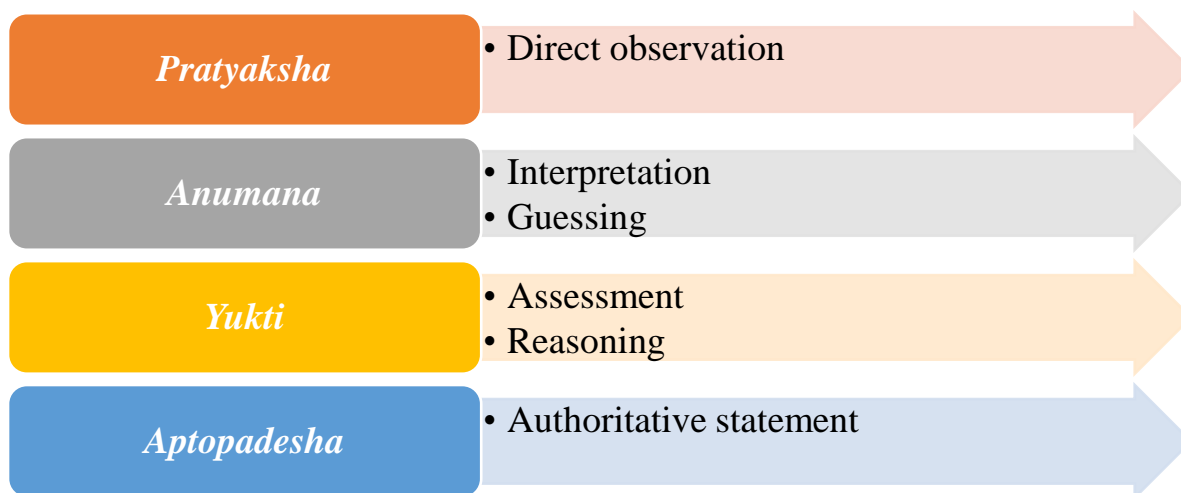 Pratyaksha
• Direct observation
Anumana
• Interpretation
• Guessing
Yukti
• Assessment
• Reasoning
Aptopadesha
• Authoritative statement